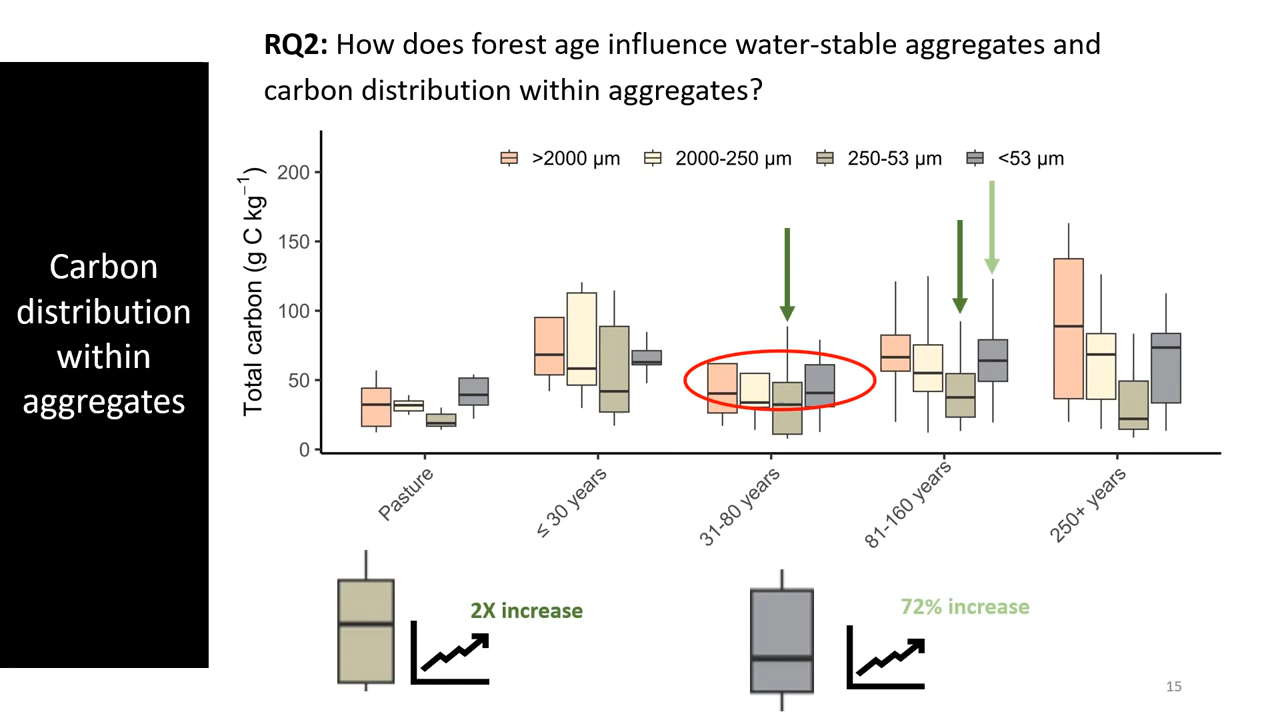 RQ2: How does forest age influence water-stable aggregates and
carbon distribution within aggregates?
Carbon
distribution
within
aggregates
Total carbon (g C kg⁻¹)
>2000 µm
2000-250 µm
250-53 µm
<53 µm
200
150
100
50
0
Pasture
≤ 30 years
31-80 years
81-160 years
250+ years
2X increase
72% increase
15